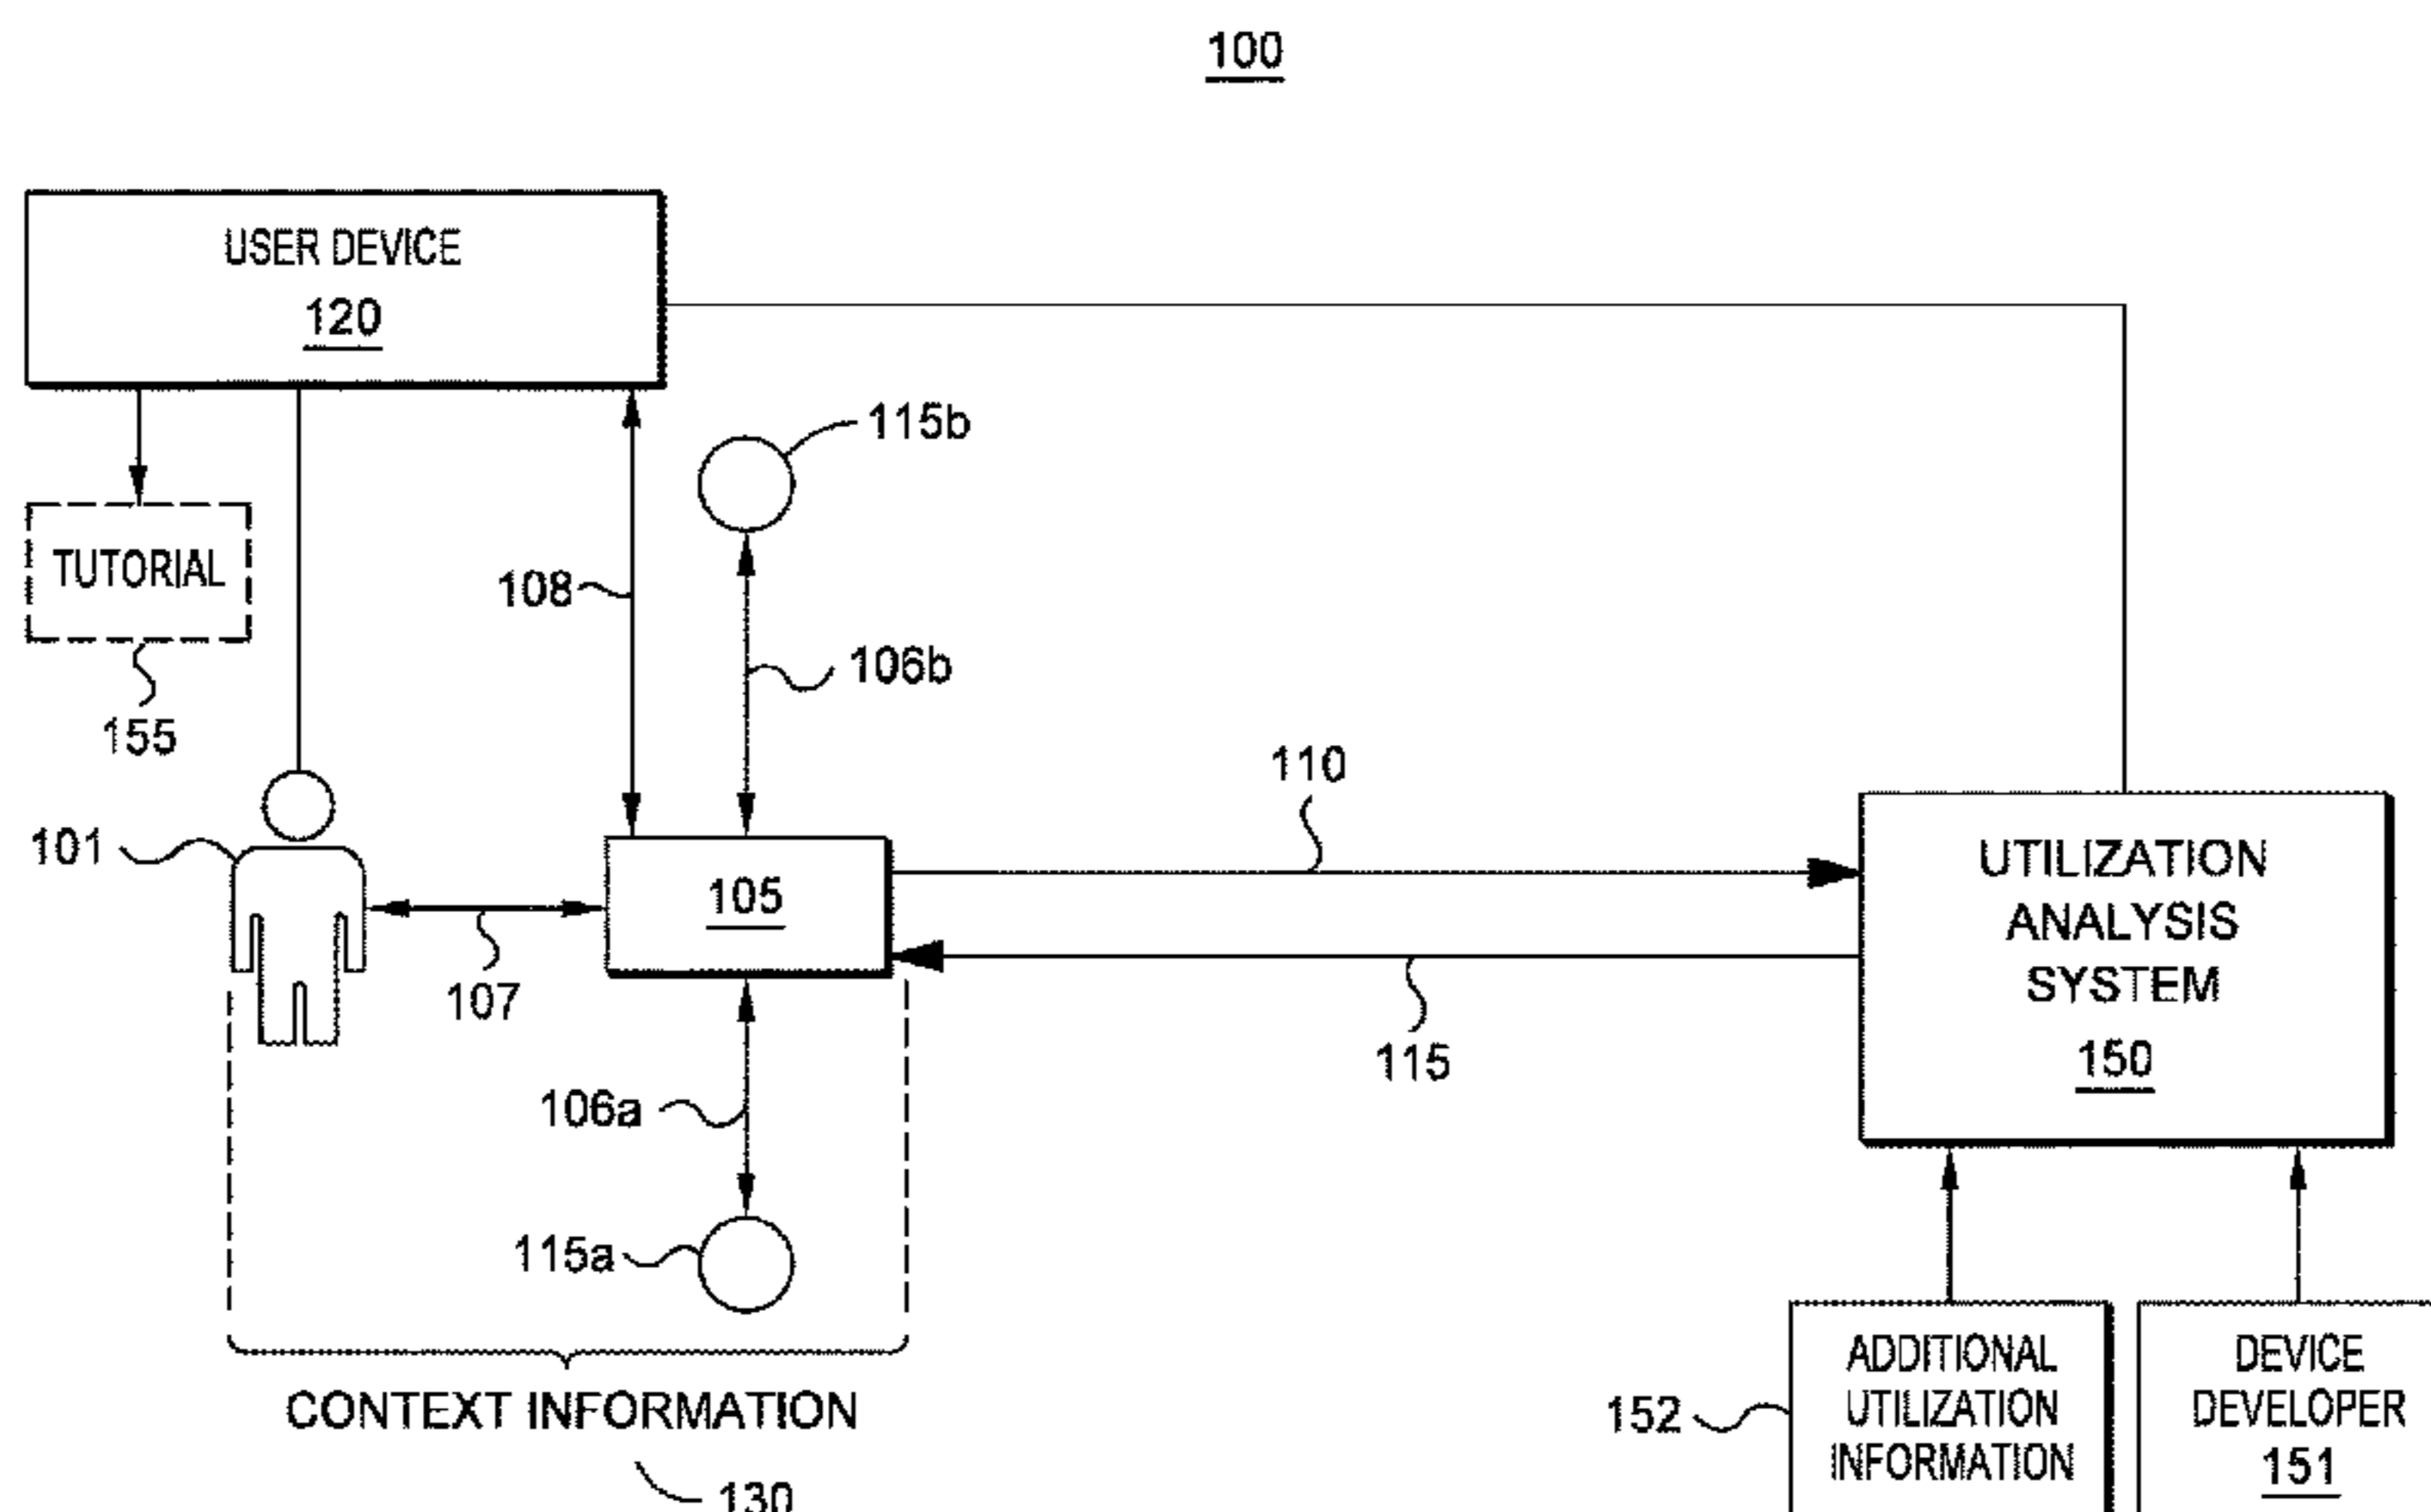 100
USER DEVICE
120
115b
TUTORIAL
108
106b
155
110
101
105
UTILIZATION
ANALYSIS
SYSTEM
150
107
115
106a
115a
CONTEXT INFORMATION
130
152
ADDITIONAL
UTILIZATION
INFORMATION
DEVICE
DEVELOPER
151